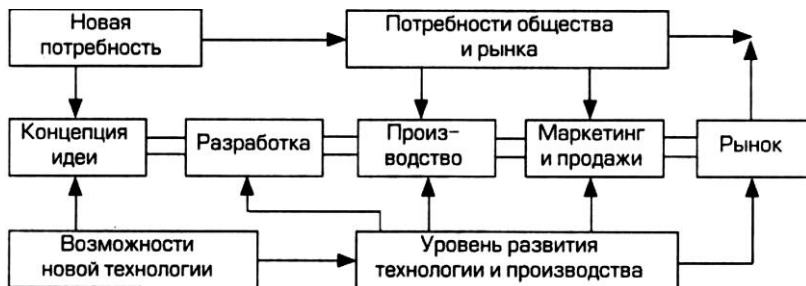 Новая
потребность
Потребности общества
и рынка
Концепция
идеи
Разработка
Произ-
водство
Маркетинг
и продажи
Рынок
Возможности
новой технологии
Уровень развития
технологии и производства